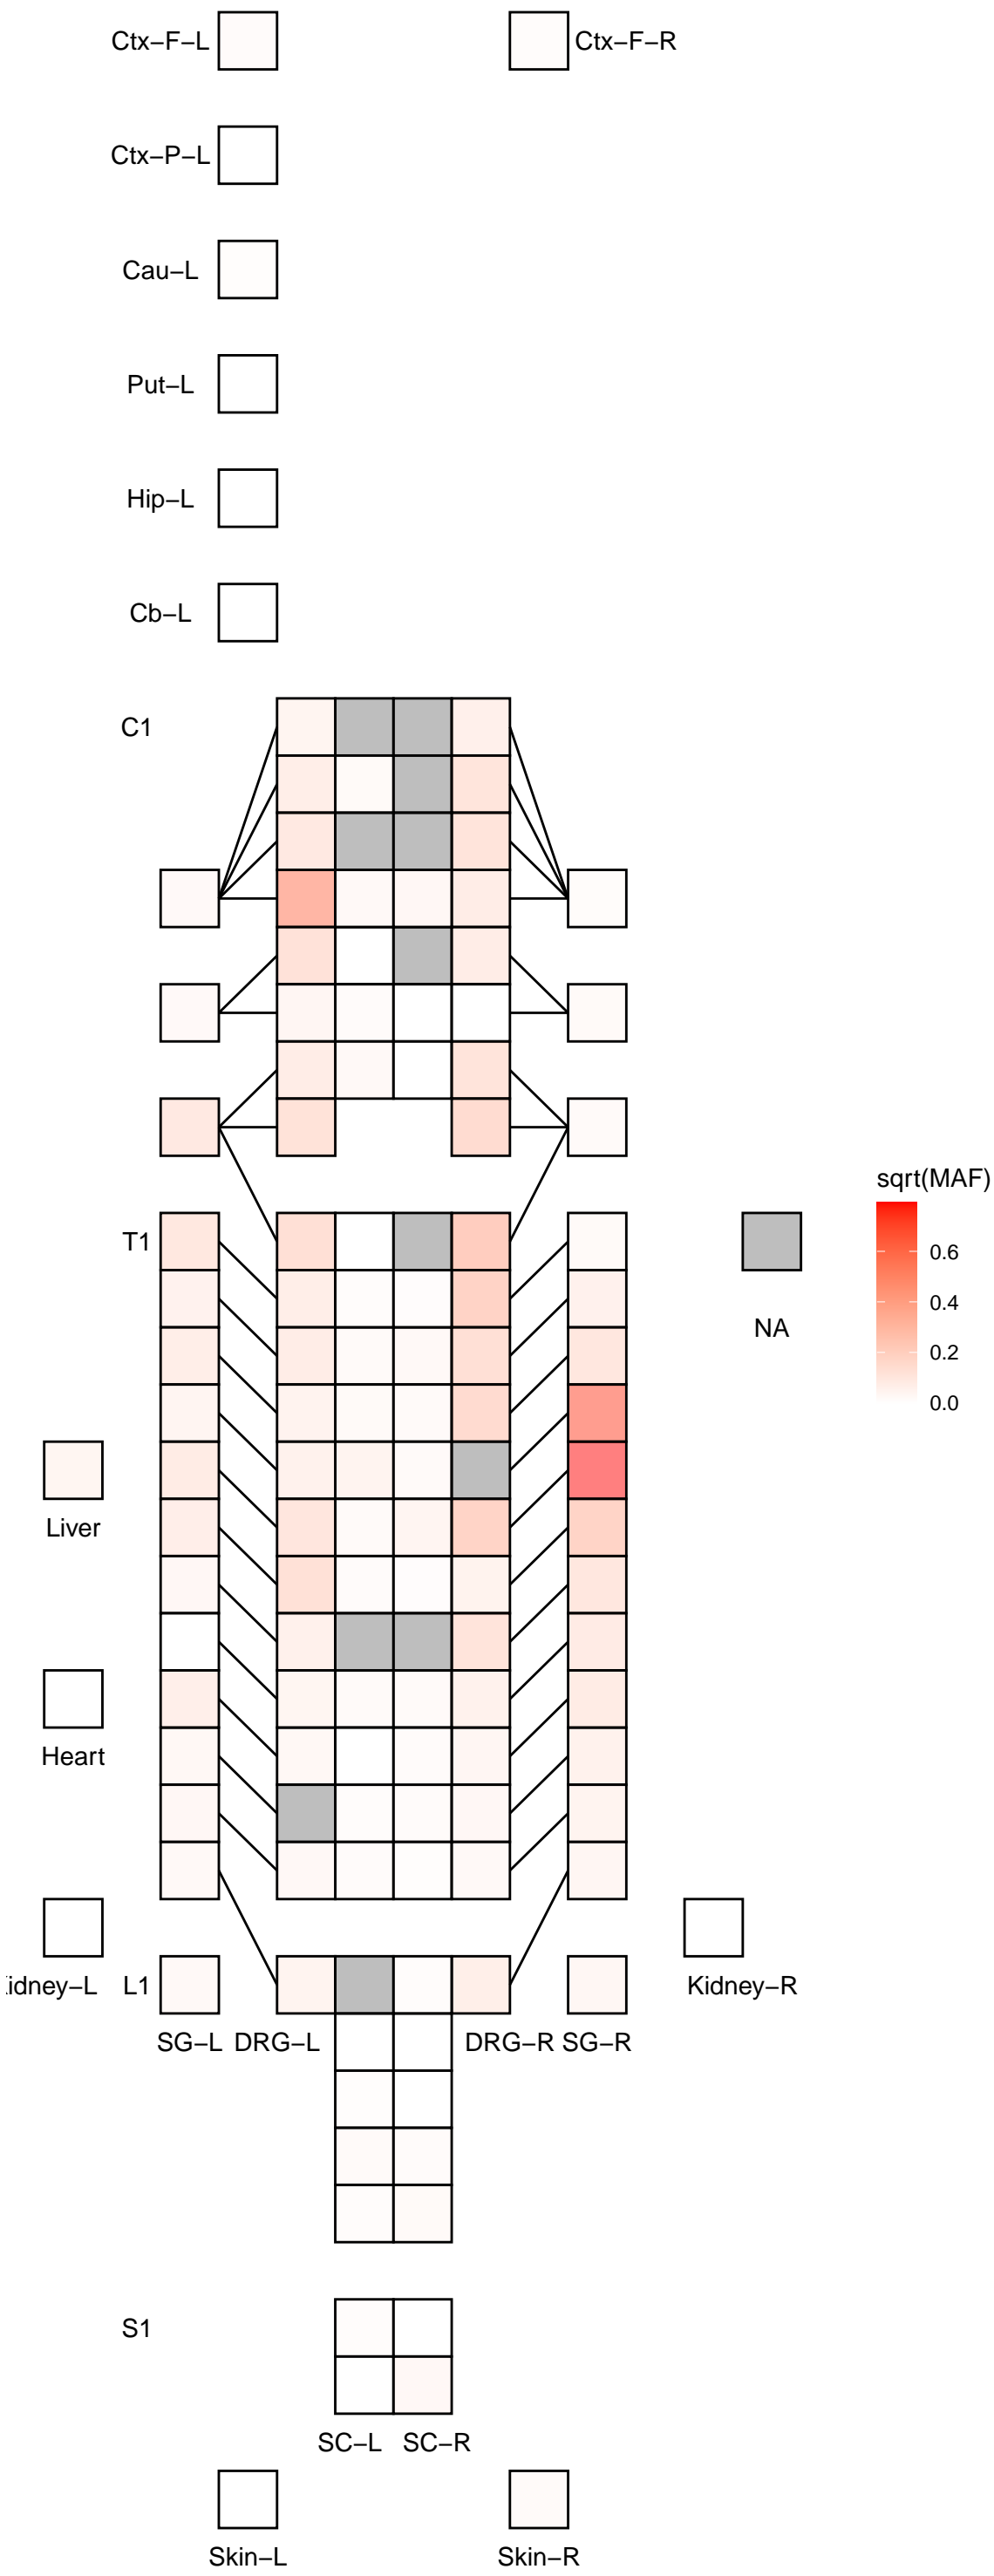 Ctx–F–L
Ctx–F–R
Ctx–P–L
Cau–L
Put–L
Hip–L
Cb–L
C1
sqrt(MAF)
T1
0.6
0.4
NA
0.2
0.0
Liver
Heart
idney–L
L1
Kidney–R
SG–L
DRG–L
DRG–R
SG–R
S1
SC–L
SC–R
Skin–L
Skin–R